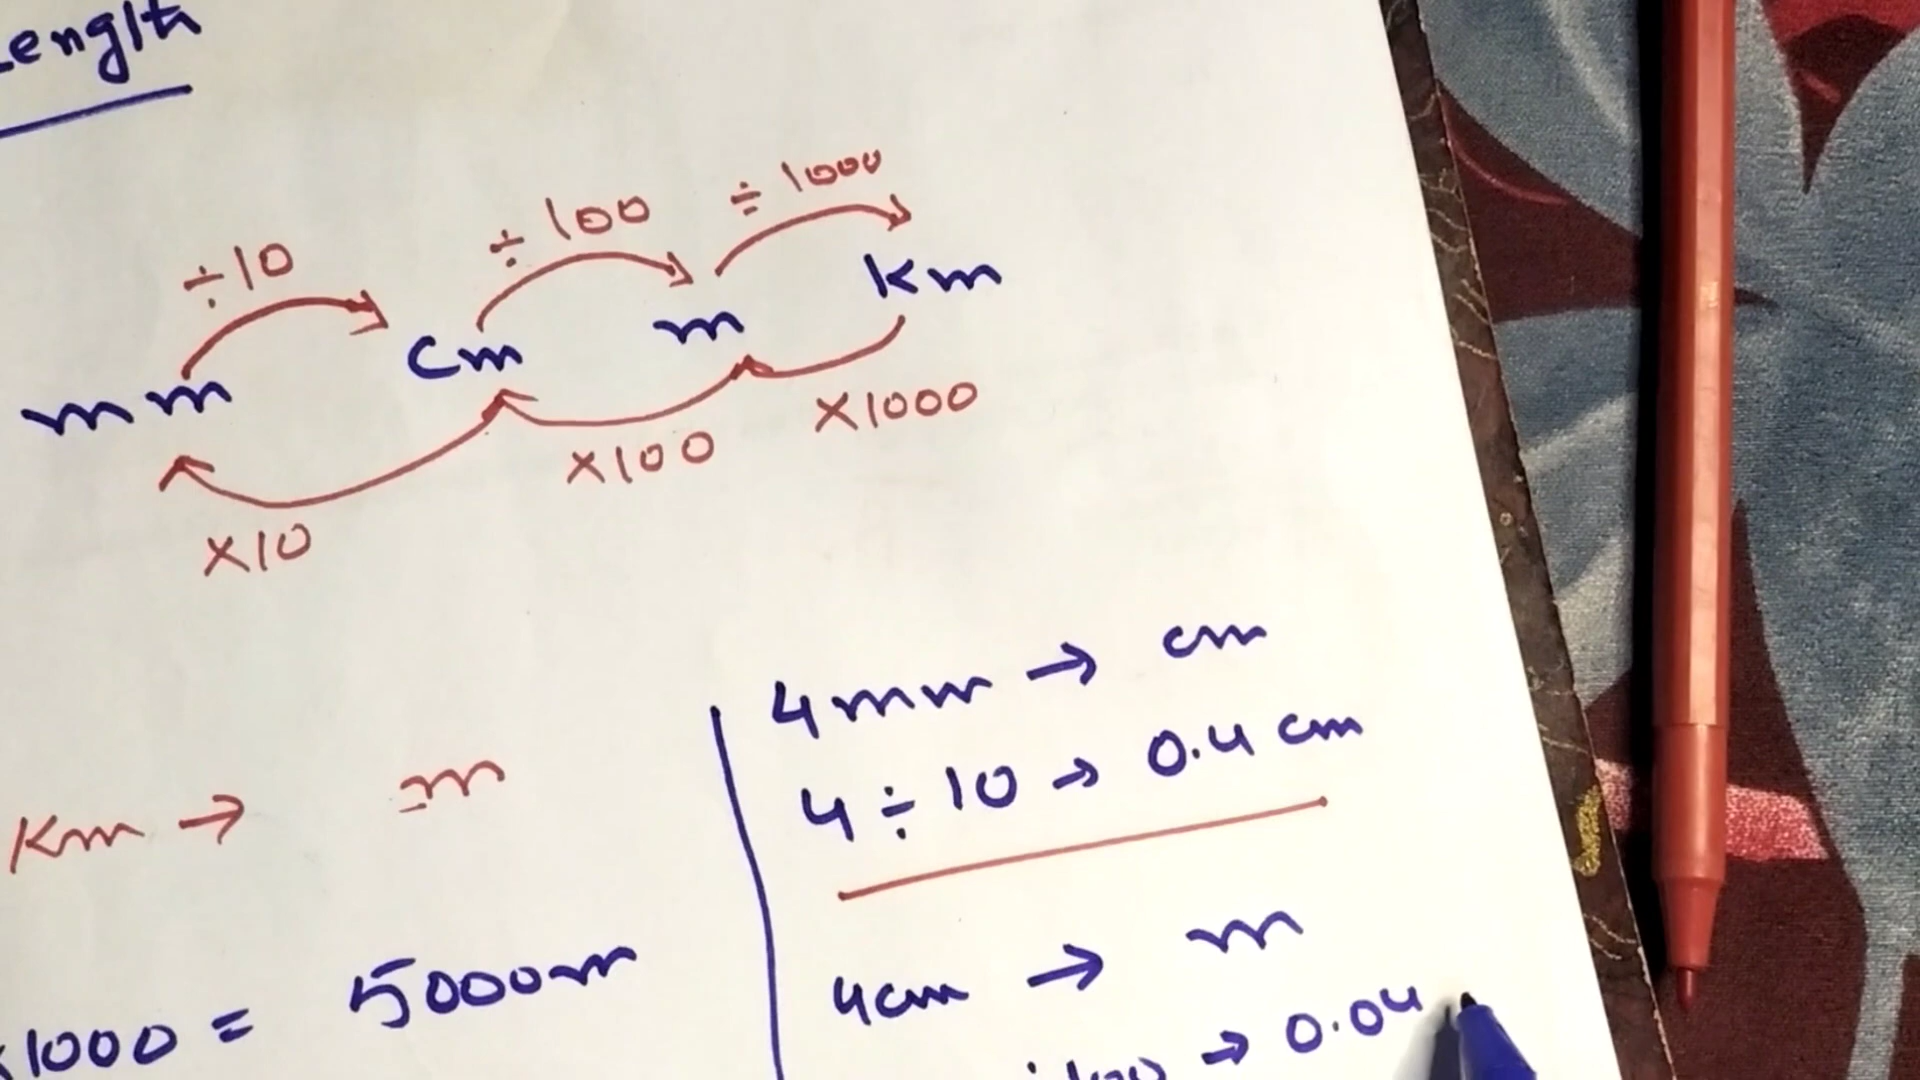 Length
÷10 ÷100 ÷1000
mm cm m km
×10 ×100 ×1000
km → m
×1000 = 5000m
4mm → cm
4 ÷ 10 → 0.4 cm
4cm → m
÷100 → 0.04